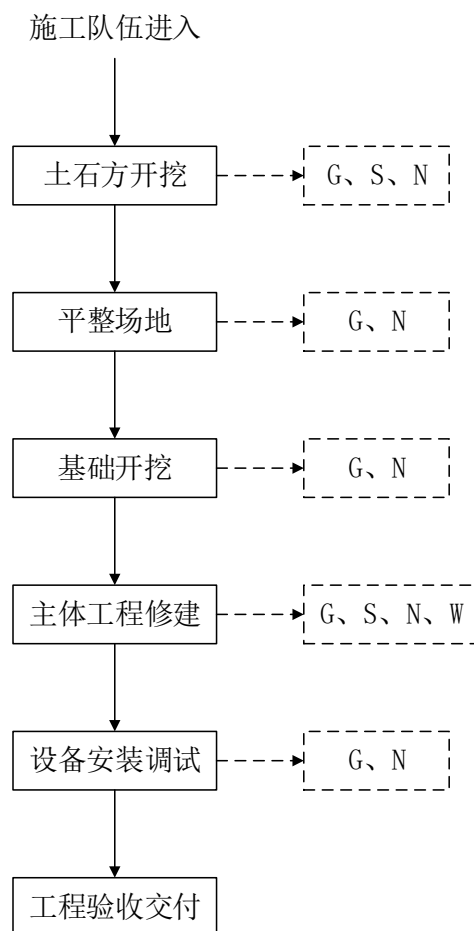 施工队伍进入
土石方开挖
G、S、N
平整场地
G、N
基础开挖
G、N
主体工程修建
G、S、N、W
设备安装调试
G、N
工程验收交付